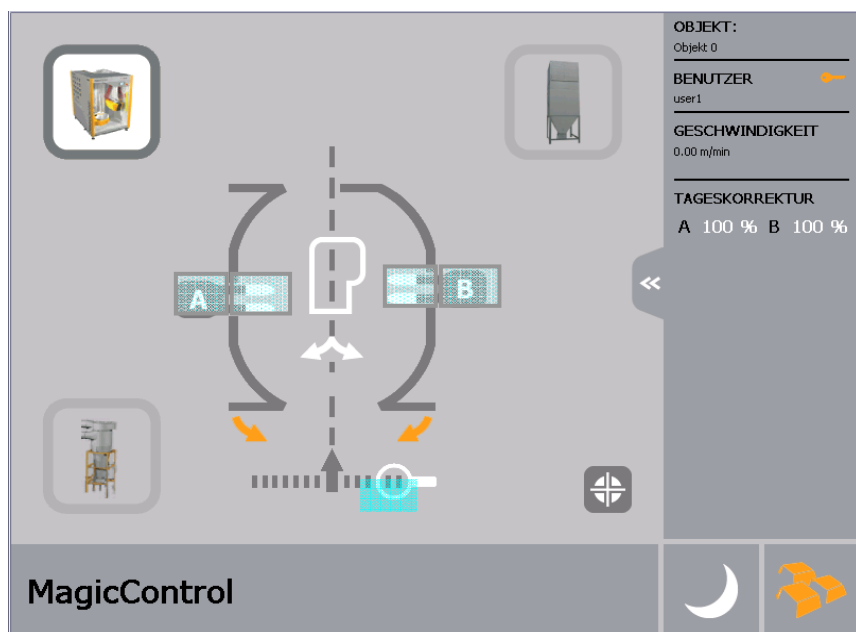 OBJEKT:
Objekt 0
BENUTZER
user1
GESCHWINDIGKEIT
0.00 m/min
TAGESKORREKTUR
A 100 % B 100 %
A
B
MagicControl